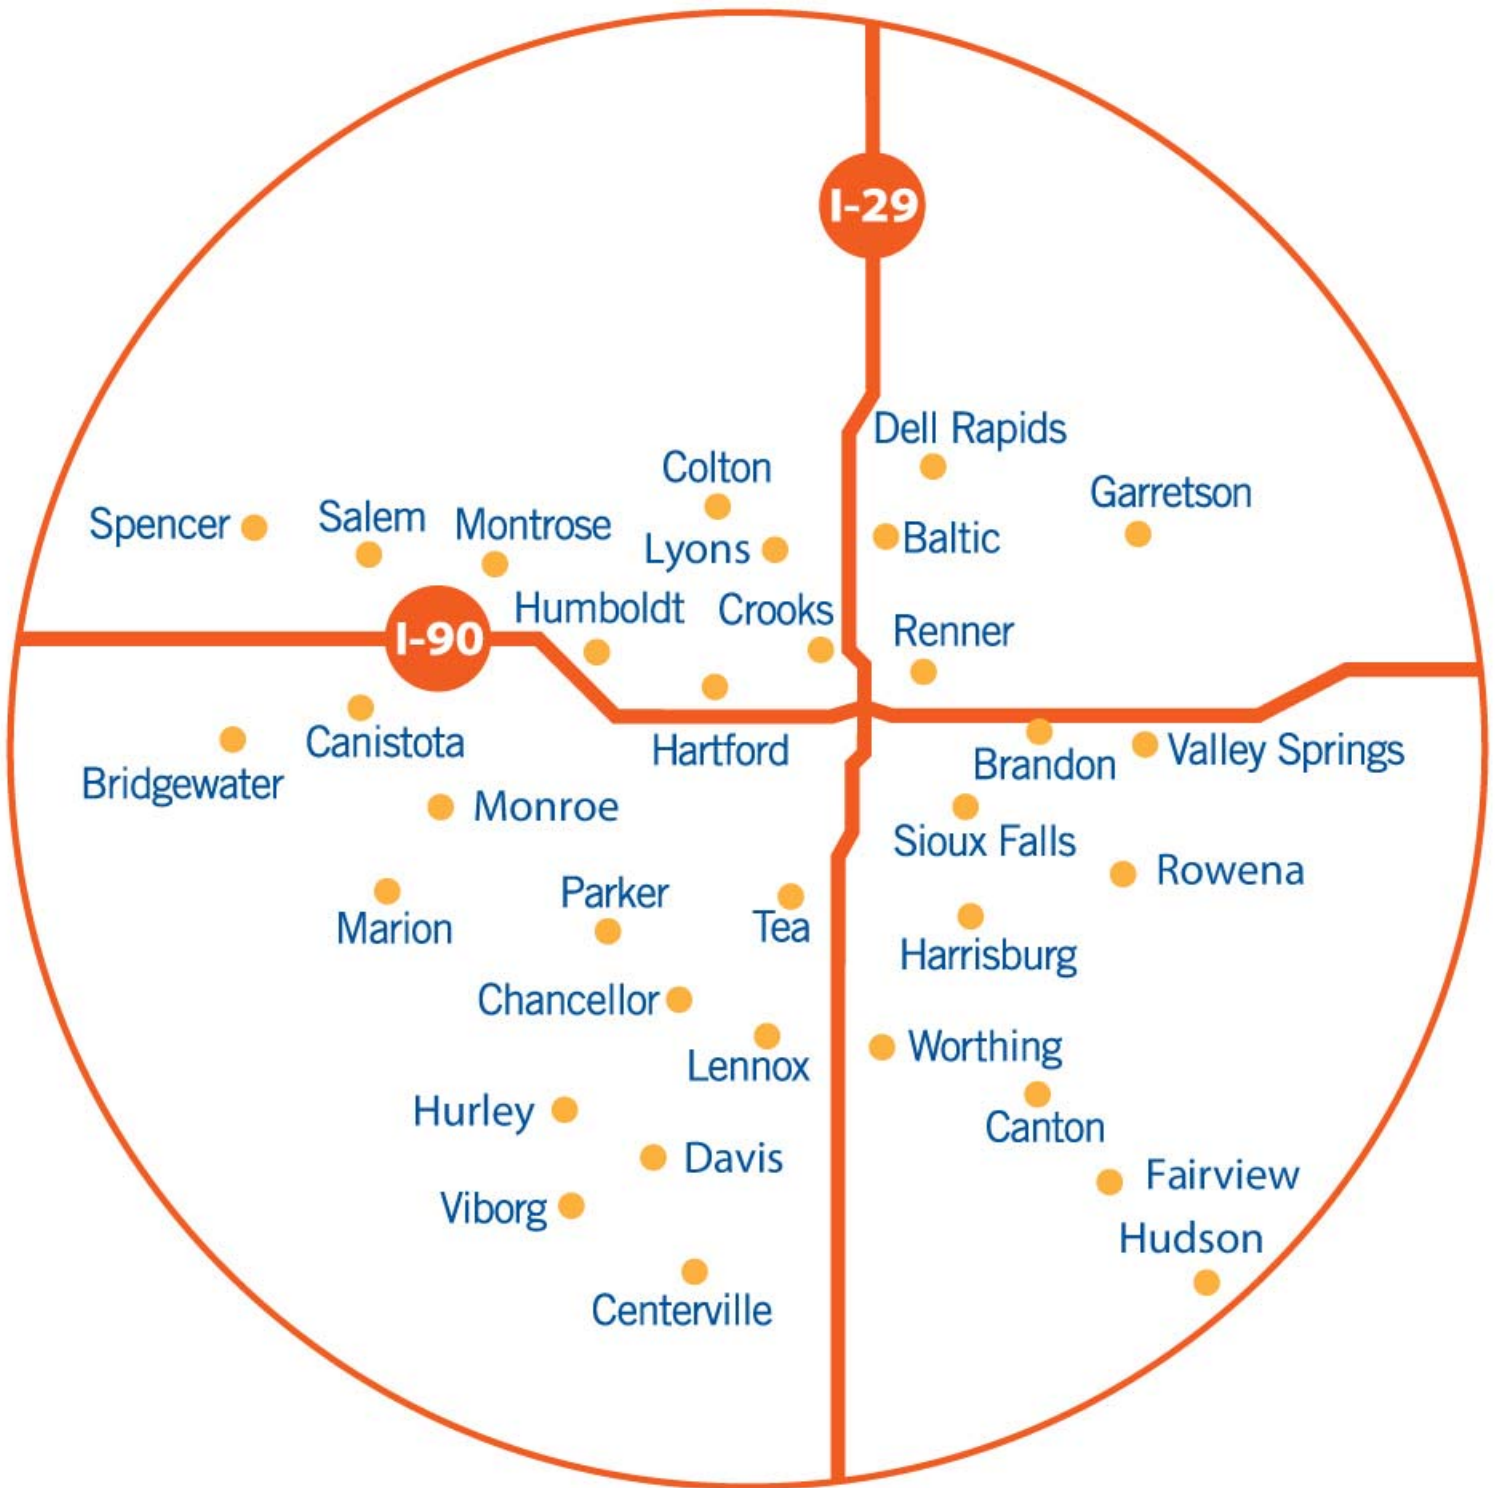 I-29
Dell Rapids
Colton
Garretson
Spencer
Salem
Montrose
Baltic
Lyons
Humboldt
Crooks
Renner
I-90
Canistota
Hartford
Valley Springs
Brandon
Bridgewater
Monroe
Sioux Falls
Rowena
Parker
Marion
Tea
Harrisburg
Chancellor
Worthing
Lennox
Hurley
Canton
Davis
Fairview
Viborg
Hudson
Centerville